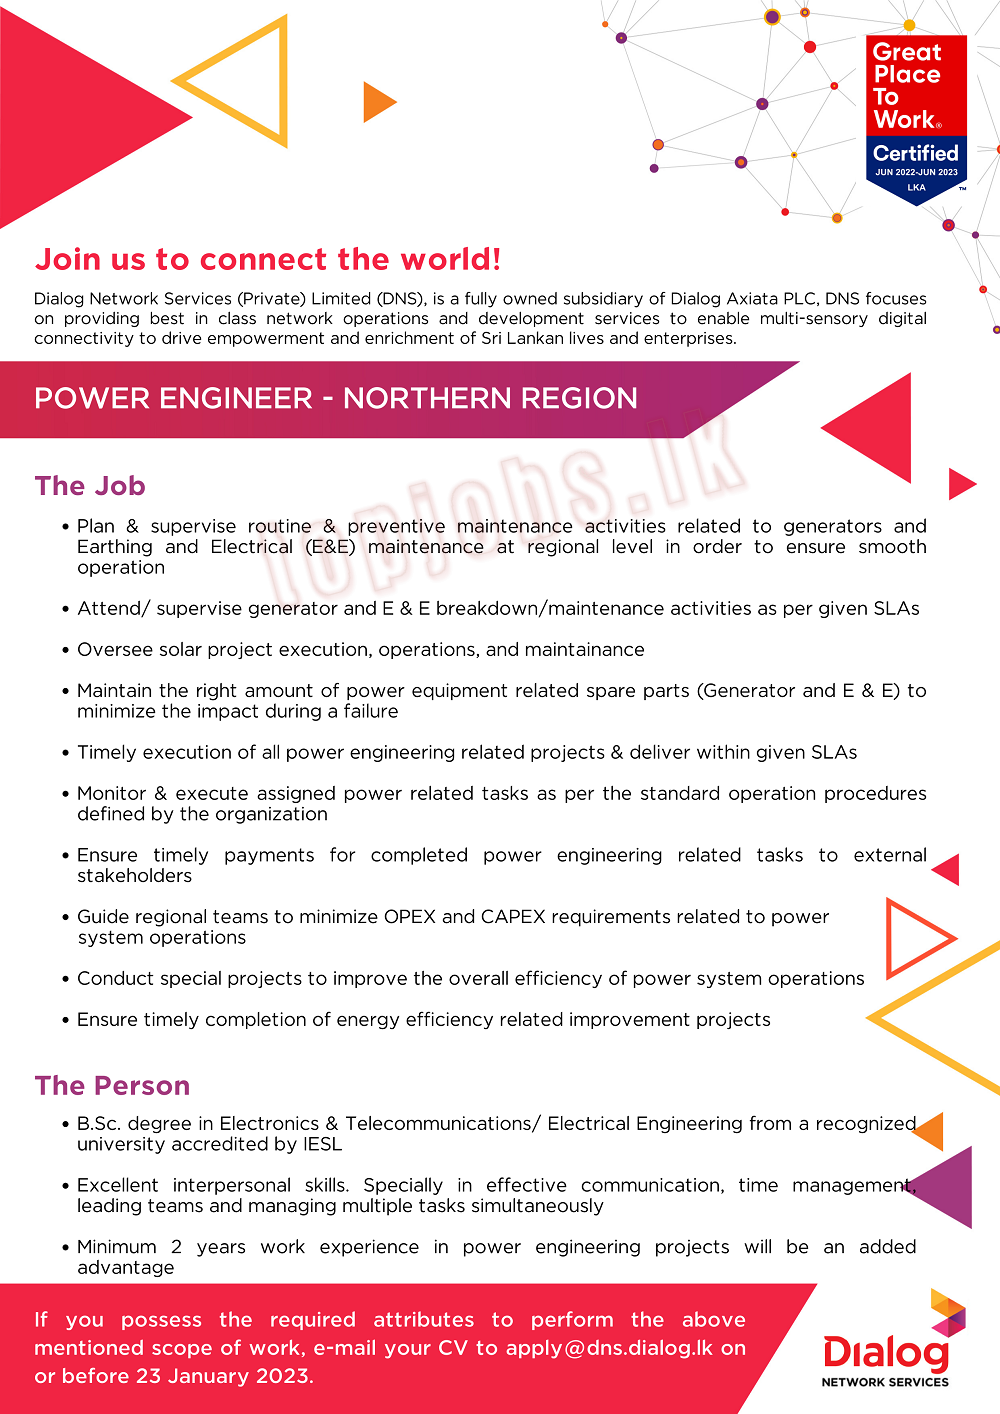 Great
Place
To
Work®
Certified
JUN 2022-JUN 2023
LKA
™
Join us to connect the world!
Dialog Network Services (Private) Limited (DNS), is a fully owned subsidiary of Dialog Axiata PLC, DNS focuses
on providing best in class network operations and development services to enable multi-sensory digital
connectivity to drive empowerment and enrichment of Sri Lankan lives and enterprises.
POWER ENGINEER - NORTHERN REGION
Topjobs.lk
The Job
• Plan & supervise routine & preventive maintenance activities related to generators and
Earthing and Electrical (E&E) maintenance at regional level in order to ensure smooth
operation
• Attend/ supervise generator and E & E breakdown/maintenance activities as per given SLAs
• Oversee solar project execution, operations, and maintainance
• Maintain the right amount of power equipment related spare parts (Generator and E & E) to
minimize the impact during a failure
• Timely execution of all power engineering related projects & deliver within given SLAs
• Monitor & execute assigned power related tasks as per the standard operation procedures
defined by the organization
• Ensure timely payments for completed power engineering related tasks to external
stakeholders
• Guide regional teams to minimize OPEX and CAPEX requirements related to power
system operations
• Conduct special projects to improve the overall efficiency of power system operations
• Ensure timely completion of energy efficiency related improvement projects
The Person
• B.Sc. degree in Electronics & Telecommunications/ Electrical Engineering from a recognized
university accredited by IESL
• Excellent interpersonal skills. Specially in effective communication, time management,
leading teams and managing multiple tasks simultaneously
• Minimum 2 years work experience in power engineering projects will be an added
advantage
If you possess the required attributes to perform the above
mentioned scope of work, e-mail your CV to apply@dns.dialog.lk on
or before 23 January 2023.
Dialog
NETWORK SERVICES